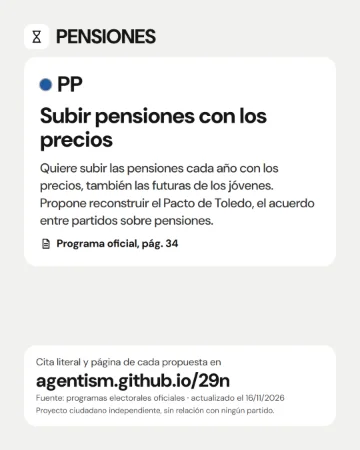 PENSIONES
PP
Subir pensiones con los
precios
Quiere subir las pensiones cada año con los
precios, también las futuras de los jóvenes.
Propone reconstruir el Pacto de Toledo, el acuerdo
entre partidos sobre pensiones.
Programa oficial, pág. 34
Cita literal y página de cada propuesta en
agentism.github.io/29n
Fuente: programas electorales oficiales · actualizado el 16/11/2026
Proyecto ciudadano independiente, sin relación con ningún partido.